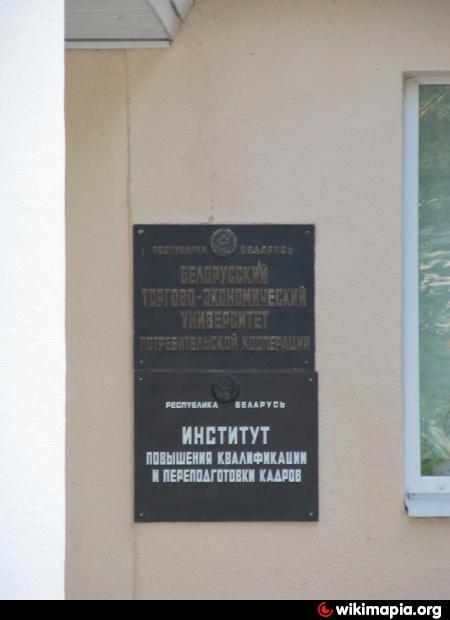 РЕСПУБЛИКА БЕЛАРУСЬ
БЕЛОРУССКИЙ
ТОРГОВО-ЭКОНОМИЧЕСКИЙ
УНИВЕРСИТЕТ
ПОТРЕБИТЕЛЬСКОЙ КООПЕРАЦИИ
РЕСПУБЛИКА БЕЛАРУСЬ
ИНСТИТУТ
ПОВЫШЕНИЯ КВАЛИФИКАЦИИ
И ПЕРЕПОДГОТОВКИ КАДРОВ
wikimapia.org